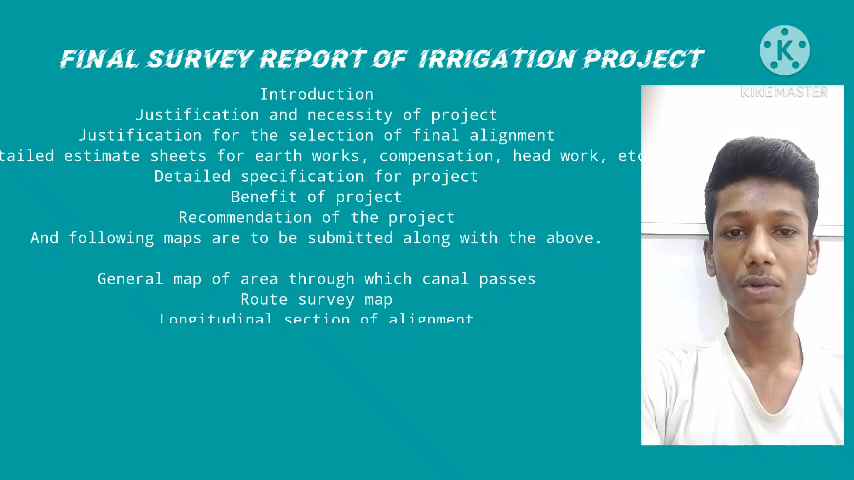 FINAL SURVEY REPORT OF IRRIGATION PROJECT
K
KINEMASTER
Introduction
Justification and necessity of project
Justification for the selection of final alignment
tailed estimate sheets for earth works, compensation, head work, etc
Detailed specification for project
Benefit of project
Recommendation of the project
And following maps are to be submitted along with the above.
General map of area through which canal passes
Route survey map
Longitudinal section of alignment